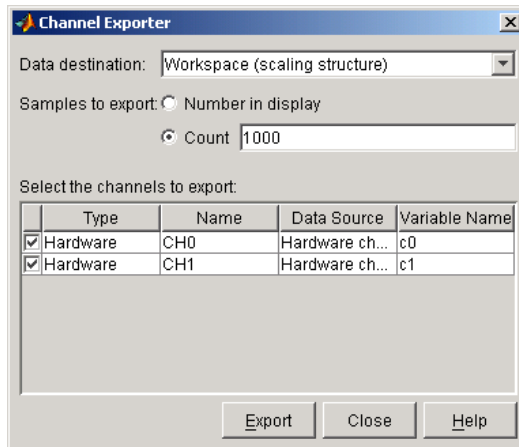 Channel Exporter
Data destination: Workspace (scaling structure)
Samples to export: Number in display
Count 1000
Select the channels to export:
Type Name Data Source Variable Name
Hardware CH0 Hardware ch... c0
Hardware CH1 Hardware ch... c1
Export Close Help